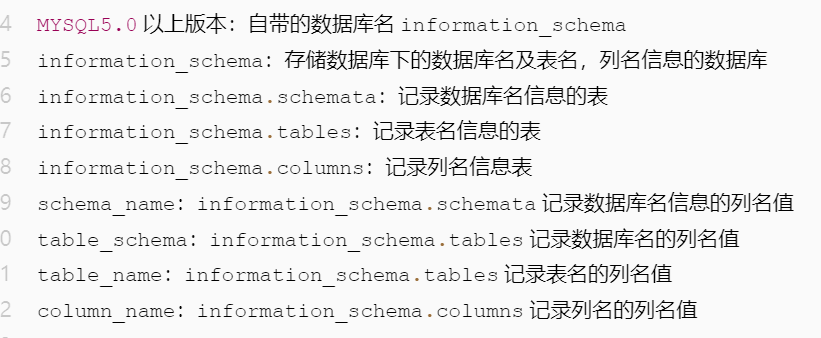 4 MYSQL5.0 以上版本：自带的数据库名 information_schema
5 information_schema：存储数据库下的数据库名及表名，列名信息的数据库
6 information_schema.schemata：记录数据库名信息的表
7 information_schema.tables：记录表名信息的表
8 information_schema.columns：记录列名信息表
9 schema_name：information_schema.schemata 记录数据库名信息的列名值
0 table_schema：information_schema.tables 记录数据库名的列名值
1 table_name：information_schema.tables 记录表名的列名值
2 column_name：information_schema.columns 记录列名的列名值